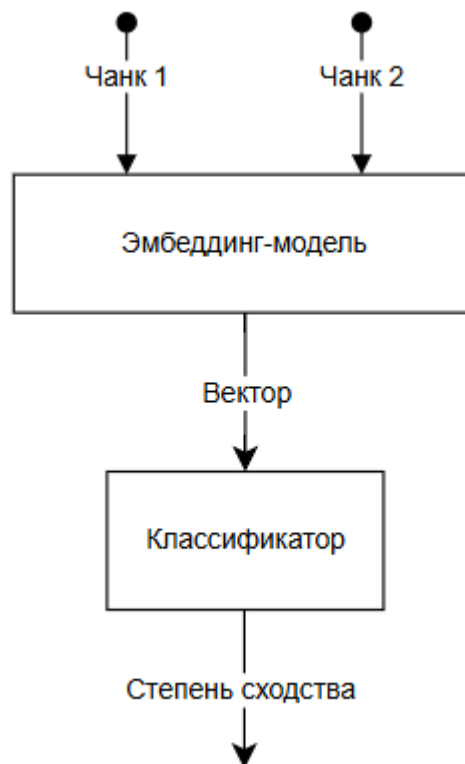 Чанк 1
Чанк 2
Эмбеддинг-модель
Вектор
Классификатор
Степень сходства